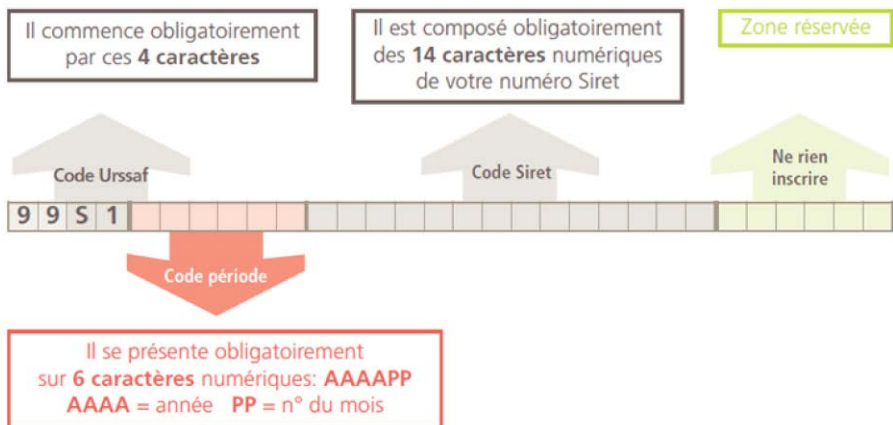 Il commence obligatoirement
par ces 4 caractères
Il est composé obligatoirement
des 14 caractères numériques
de votre numéro Siret
Zone réservée
Code Urssaf
Code Siret
Ne rien
inscrire
9 9 S 1
Code période
Il se présente obligatoirement
sur 6 caractères numériques: AAAAPP
AAAA = année PP = n° du mois